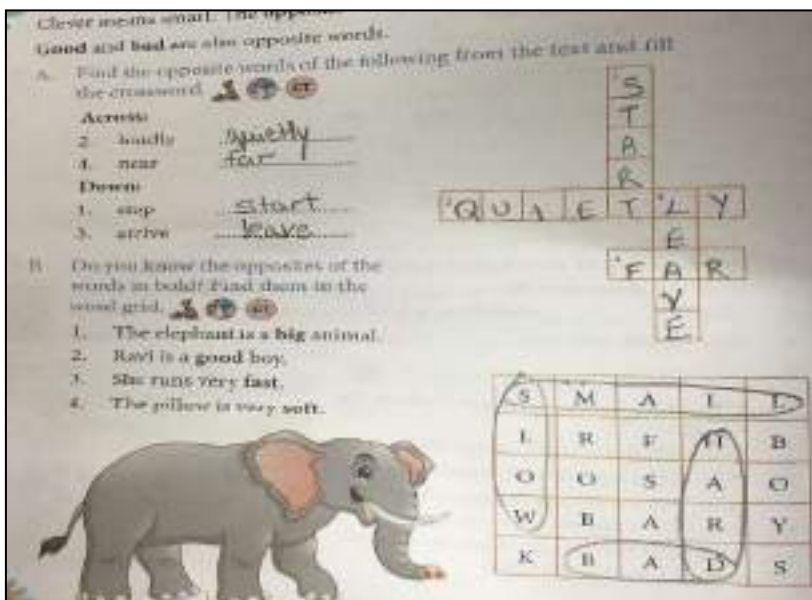 Clever means smart. The
Good and bad are also opposite words.
A. Find the opposite words of the following from the text and fill
the crossword.
Across:
2. loudly quietly
4. near far
Down:
1. stop start
3. arrive leave
S
T
A
R
QUIETLY
E
FAR
V
E
B. Do you know the opposites of the
words in bold? Find them in the
word grid.
1. The elephant is a big animal.
2. Ravi is a good boy.
3. She runs very fast.
4. The pillow is very soft.
S M A L L
L R F H B
O O S A O
W B A R Y
K B A D S